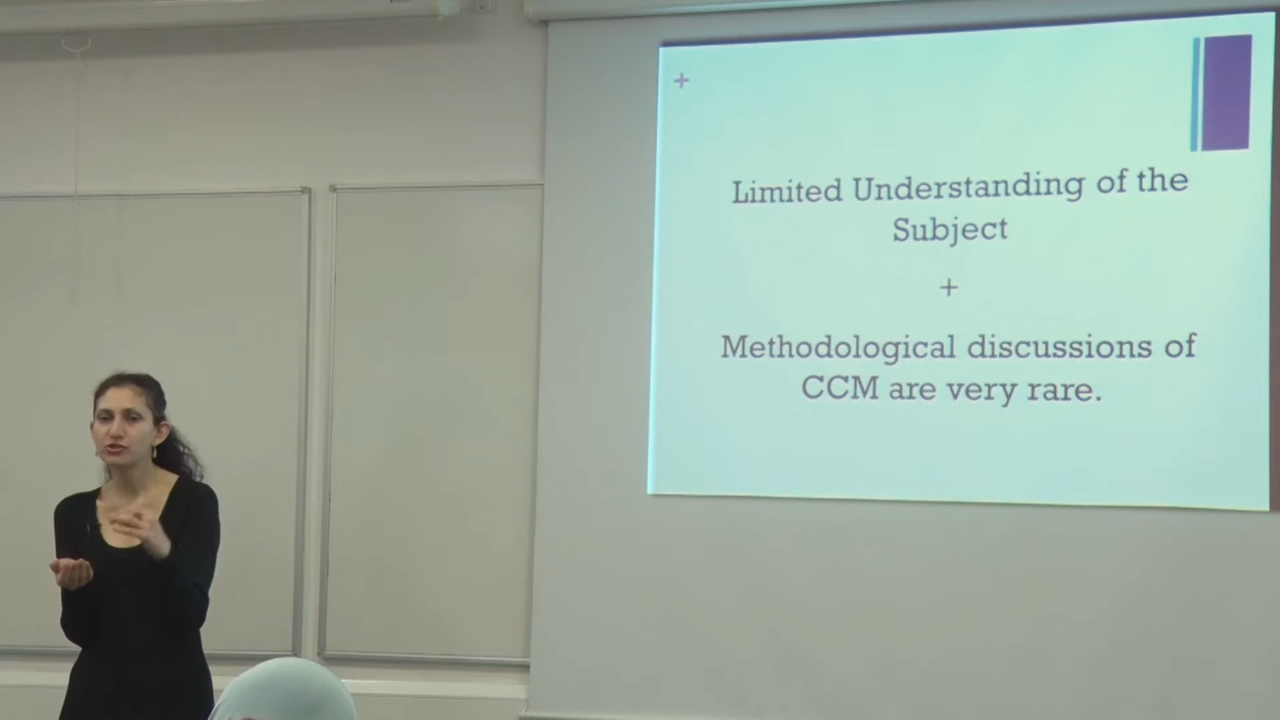 +
Limited Understanding of the
Subject
+
Methodological discussions of
CCM are very rare.